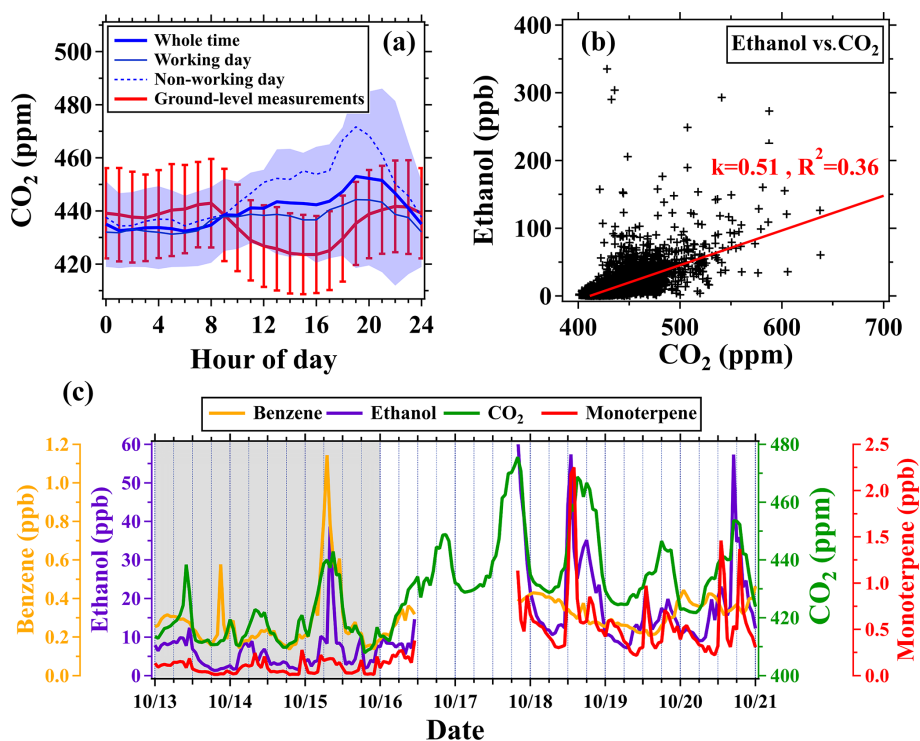 (a)
Whole time
Working day
Non-working day
Ground-level measurements
CO2 (ppm)
500
480
460
440
420
0 4 8 12 16 20 24
Hour of day
(b)
Ethanol vs.CO2
k=0.51 , R2=0.36
Ethanol (ppb)
400
300
200
100
0
400 500 600 700
CO2 (ppm)
(c)
Benzene Ethanol CO2 Monoterpene
Benzene (ppb)
1.2
1.0
0.8
0.6
0.4
0.2
0.0
Ethanol (ppb)
60
50
40
30
20
10
0
CO2 (ppm)
480
460
440
420
400
Monoterpene (ppb)
2.5
2.0
1.5
1.0
0.5
0.0
10/13 10/14 10/15 10/16 10/17 10/18 10/19 10/20 10/21
Date